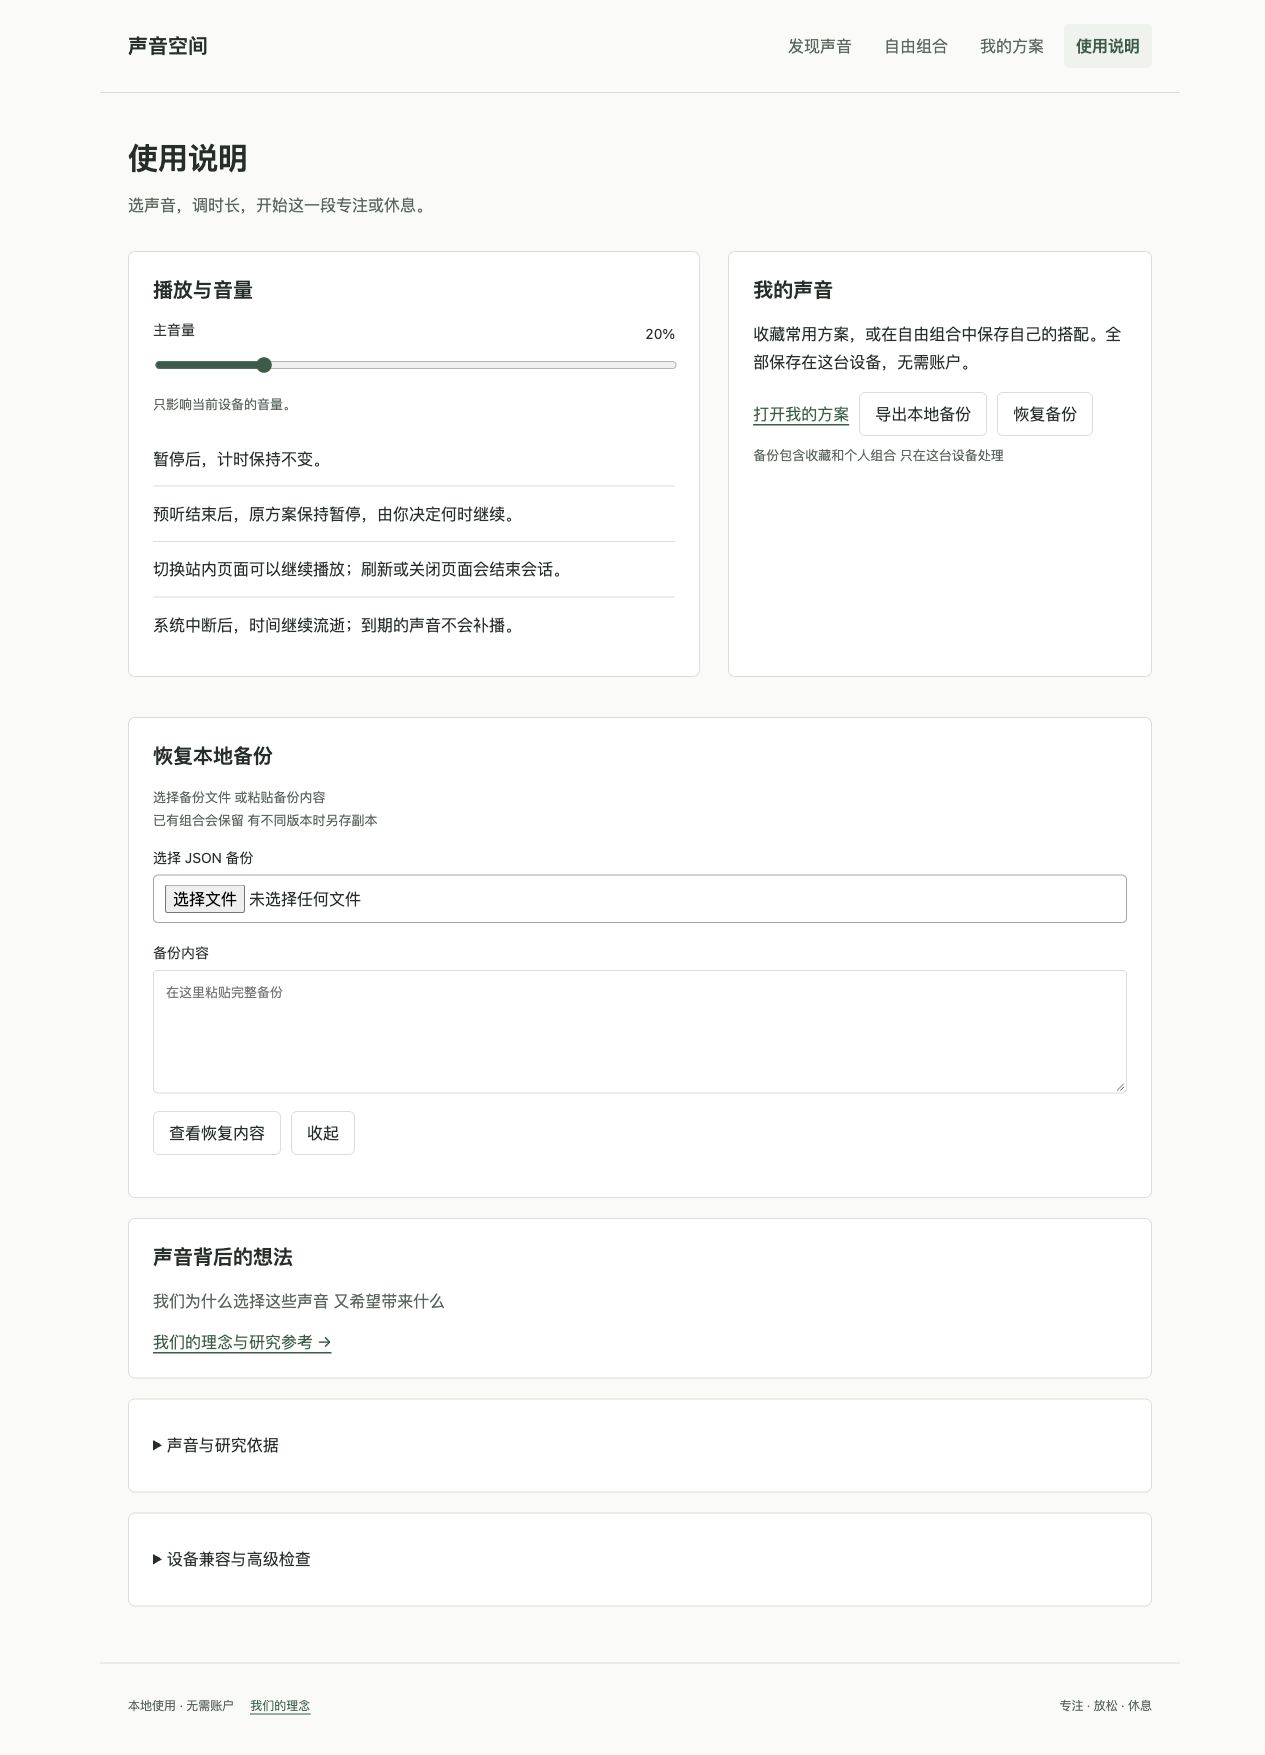 声音空间
发现声音
自由组合
我的方案
使用说明
使用说明
选声音，调时长，开始这一段专注或休息。
播放与音量
主音量
20%
只影响当前设备的音量。
暂停后，计时保持不变。
预听结束后，原方案保持暂停，由你决定何时继续。
切换站内页面可以继续播放；刷新或关闭页面会结束会话。
系统中断后，时间继续流逝；到期的声音不会补播。
我的声音
收藏常用方案，或在自由组合中保存自己的搭配。全
部保存在这台设备，无需账户。
打开我的方案
导出本地备份
恢复备份
备份包含收藏和个人组合 只在这台设备处理
恢复本地备份
选择备份文件 或粘贴备份内容
已有组合会保留 有不同版本时另存副本
选择 JSON 备份
选择文件 未选择任何文件
备份内容
在这里粘贴完整备份
查看恢复内容
收起
声音背后的想法
我们为什么选择这些声音 又希望带来什么
我们的理念与研究参考 →
▶ 声音与研究依据
▶ 设备兼容与高级检查
本地使用 · 无需账户
我们的理念
专注 · 放松 · 休息